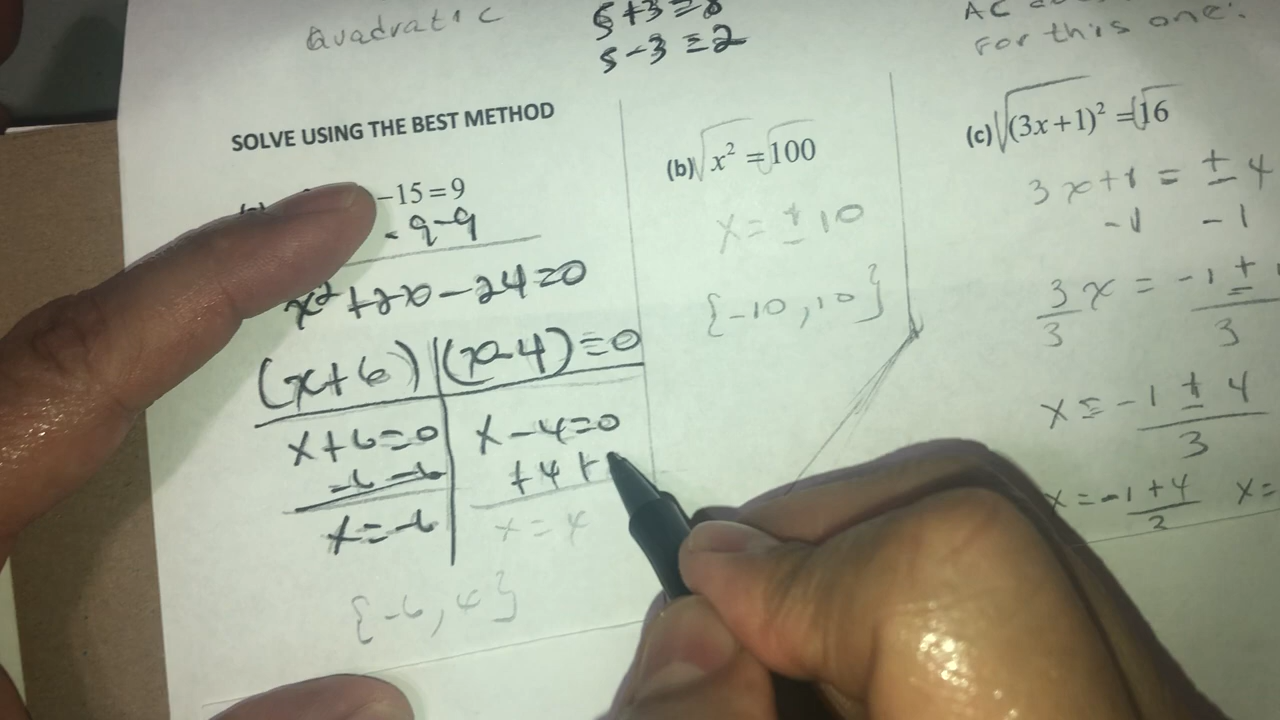 Quadratic
5+3=8
5-3=2
AC
For this one.
SOLVE USING THE BEST METHOD
-15=9
-9-9
x²+2x-24=0
(x+6)(x-4)=0
x+6=0
-6 -6
x=-6
x-4=0
+4 +
x=4
{-6,4}
(b) √x² = √100
x = ± 10
{-10,10}
(c) √(3x+1)² = √16
3x+1 = ± 4
-1 -1
3x = -1 ±
3 3
x = -1 ± 4
3
x = -1+4 x=
3